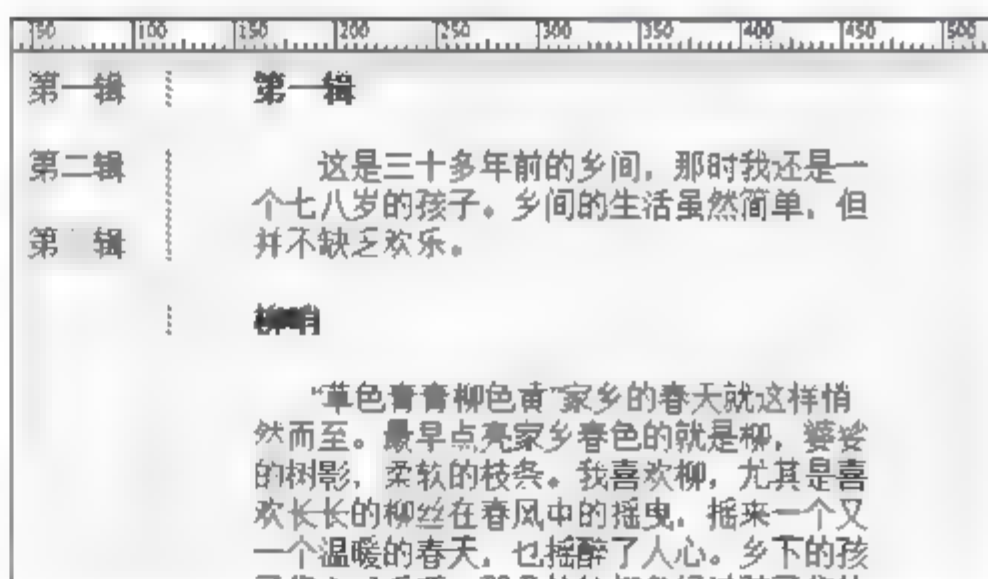 50 100 150 200 250 300 350 400 450 500
第一辑
第二辑
第 辑
第一辑
这是三十多年前的乡间，那时我还是一
个七八岁的孩子。乡间的生活虽然简单，但
并不缺乏欢乐。
柳哨
“草色青青柳色黄”家乡的春天就这样悄
然而至。最早点亮家乡春色的就是柳，婆娑
的树影，柔软的枝条。我喜欢柳，尤其是喜
欢长长的柳丝在春风中的摇曳，摇来一个又
一个温暖的春天，也摇醉了人心。乡下的孩